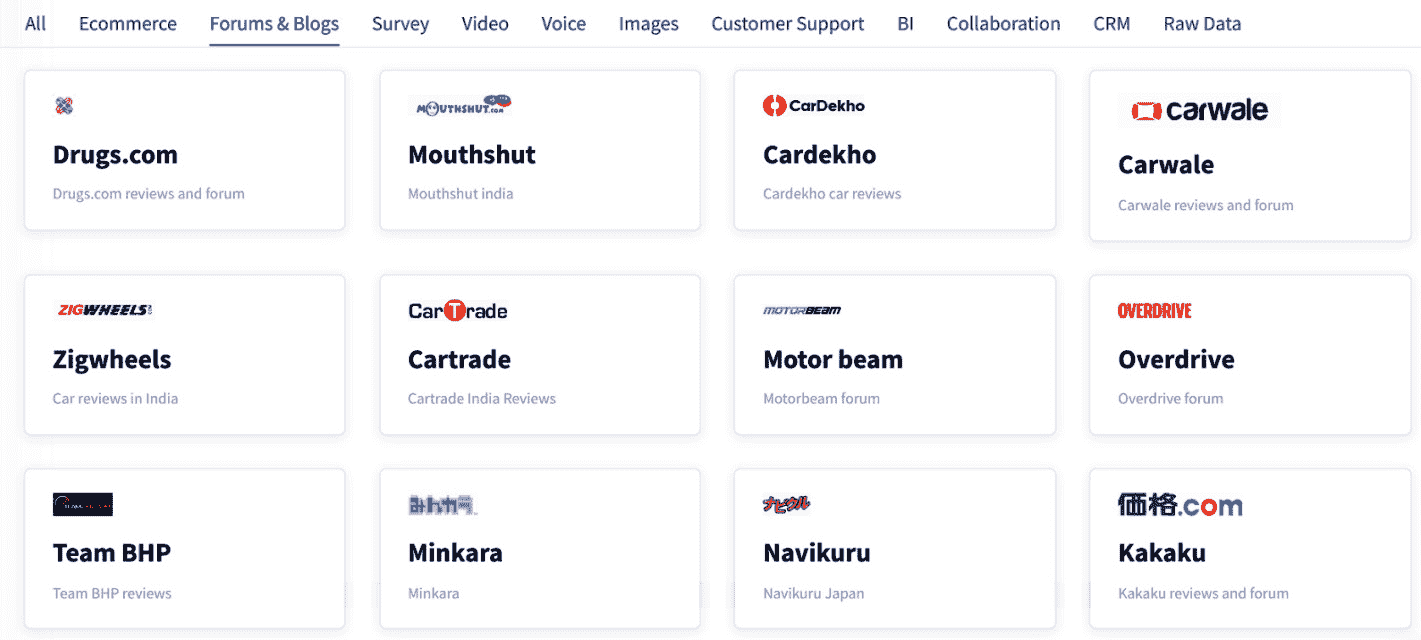 All Ecommerce Forums & Blogs Survey Video Voice Images Customer Support BI Collaboration CRM Raw Data
MOUTHSHUT.COM
CarDekho
carwale
Drugs.com
Mouthshut
Cardekho
Carwale
Drugs.com reviews and forum
Mouthshut india
Cardekho car reviews
Carwale reviews and forum
ZIGWHEELS
CarTrade
MOTORBEAM
OVERDRIVE
Zigwheels
Cartrade
Motor beam
Overdrive
Car reviews in India
Cartrade India Reviews
Motorbeam forum
Overdrive forum
みんカラ
ナビクル
価格.com
Team BHP
Minkara
Navikuru
Kakaku
Team BHP reviews
Minkara
Navikuru Japan
Kakaku reviews and forum